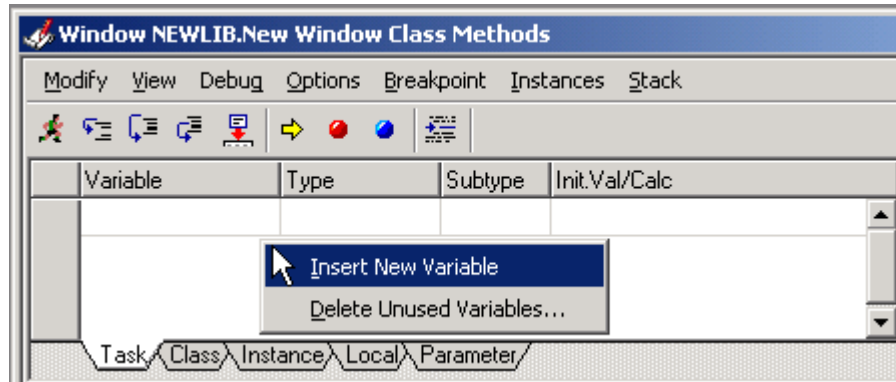 Window NEWLIB.New Window Class Methods
Modify View Debug Options Breakpoint Instances Stack
Variable Type Subtype Init.Val/Calc
Insert New Variable
Delete Unused Variables...
Task Class Instance Local Parameter